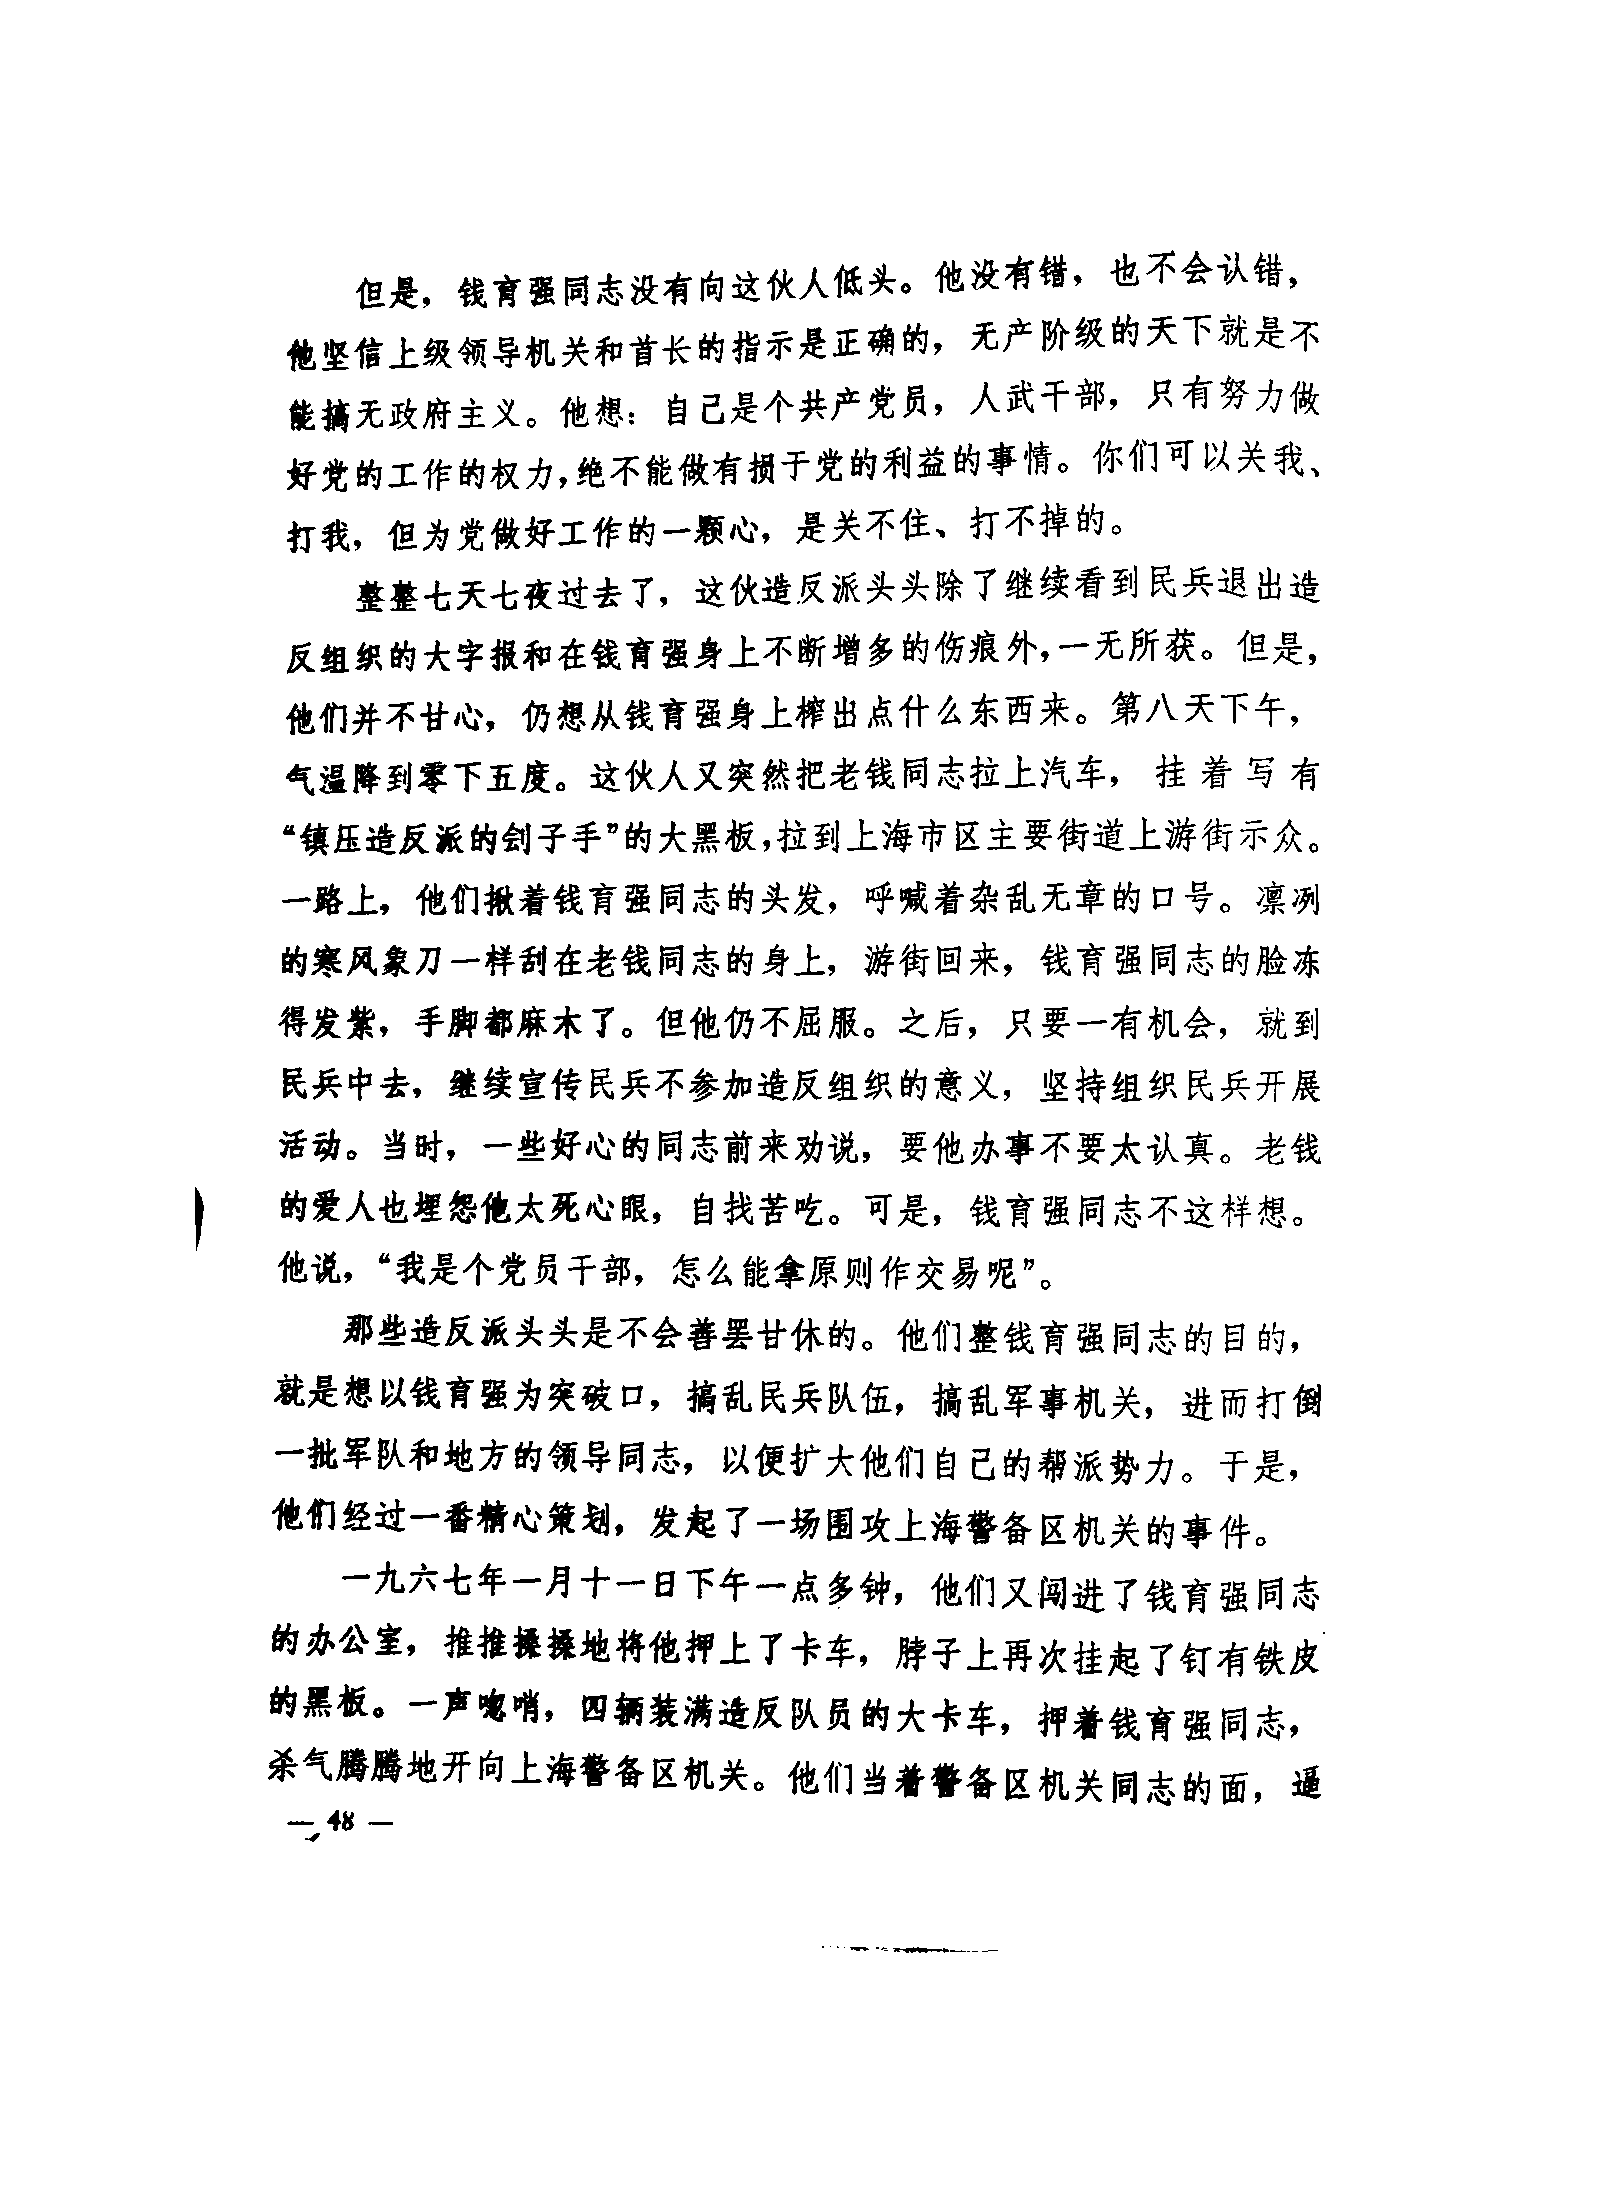 但是，钱育强同志没有向这伙人低头。他没有错，也不会认错，
他坚信上级领导机关和首长的指示是正确的，无产阶级的天下就是不
能搞无政府主义。他想：自己是个共产党员，人武干部，只有努力做
好党的工作的权力，绝不能做有损于党的利益的事情。你们可以关我、
打我，但为党做好工作的一颗心，是关不住、打不掉的。
整整七天七夜过去了，这伙造反派头头除了继续看到民兵退出造
反组织的大字报和在钱育强身上不断增多的伤痕外，一无所获。但是，
他们并不甘心，仍想从钱育强身上榨出点什么东西来。第八天下午，
气温降到零下五度。这伙人又突然把老钱同志拉上汽车，挂着写有
“镇压造反派的刽子手”的大黑板，拉到上海市区主要街道上游街示众。
一路上，他们揪着钱育强同志的头发，呼喊着杂乱无章的口号。凛冽
的寒风象刀一样刮在老钱同志的身上，游街回来，钱育强同志的脸冻
得发紫，手脚都麻木了。但他仍不屈服。之后，只要一有机会，就到
民兵中去，继续宣传民兵不参加造反组织的意义，坚持组织民兵开展
活动。当时，一些好心的同志前来劝说，要他办事不要太认真。老钱
的爱人也埋怨他太死心眼，自找苦吃。可是，钱育强同志不这样想。
他说，“我是个党员干部，怎么能拿原则作交易呢”。
那些造反派头头是不会善罢甘休的。他们整钱育强同志的目的，
就是想以钱育强为突破口，搞乱民兵队伍，搞乱军事机关，进而打倒
一批军队和地方的领导同志，以便扩大他们自己的帮派势力。于是，
他们经过一番精心策划，发起了一场围攻上海警备区机关的事件。
一九六七年一月十一日下午一点多钟，他们又闯进了钱育强同志
的办公室，推推搡搡地将他押上了卡车，脖子上再次挂起了钉有铁皮
的黑板。一声唿哨，四辆装满造反队员的大卡车，押着钱育强同志，
杀气腾腾地开向上海警备区机关。他们当着警备区机关同志的面，逼
— 48 —